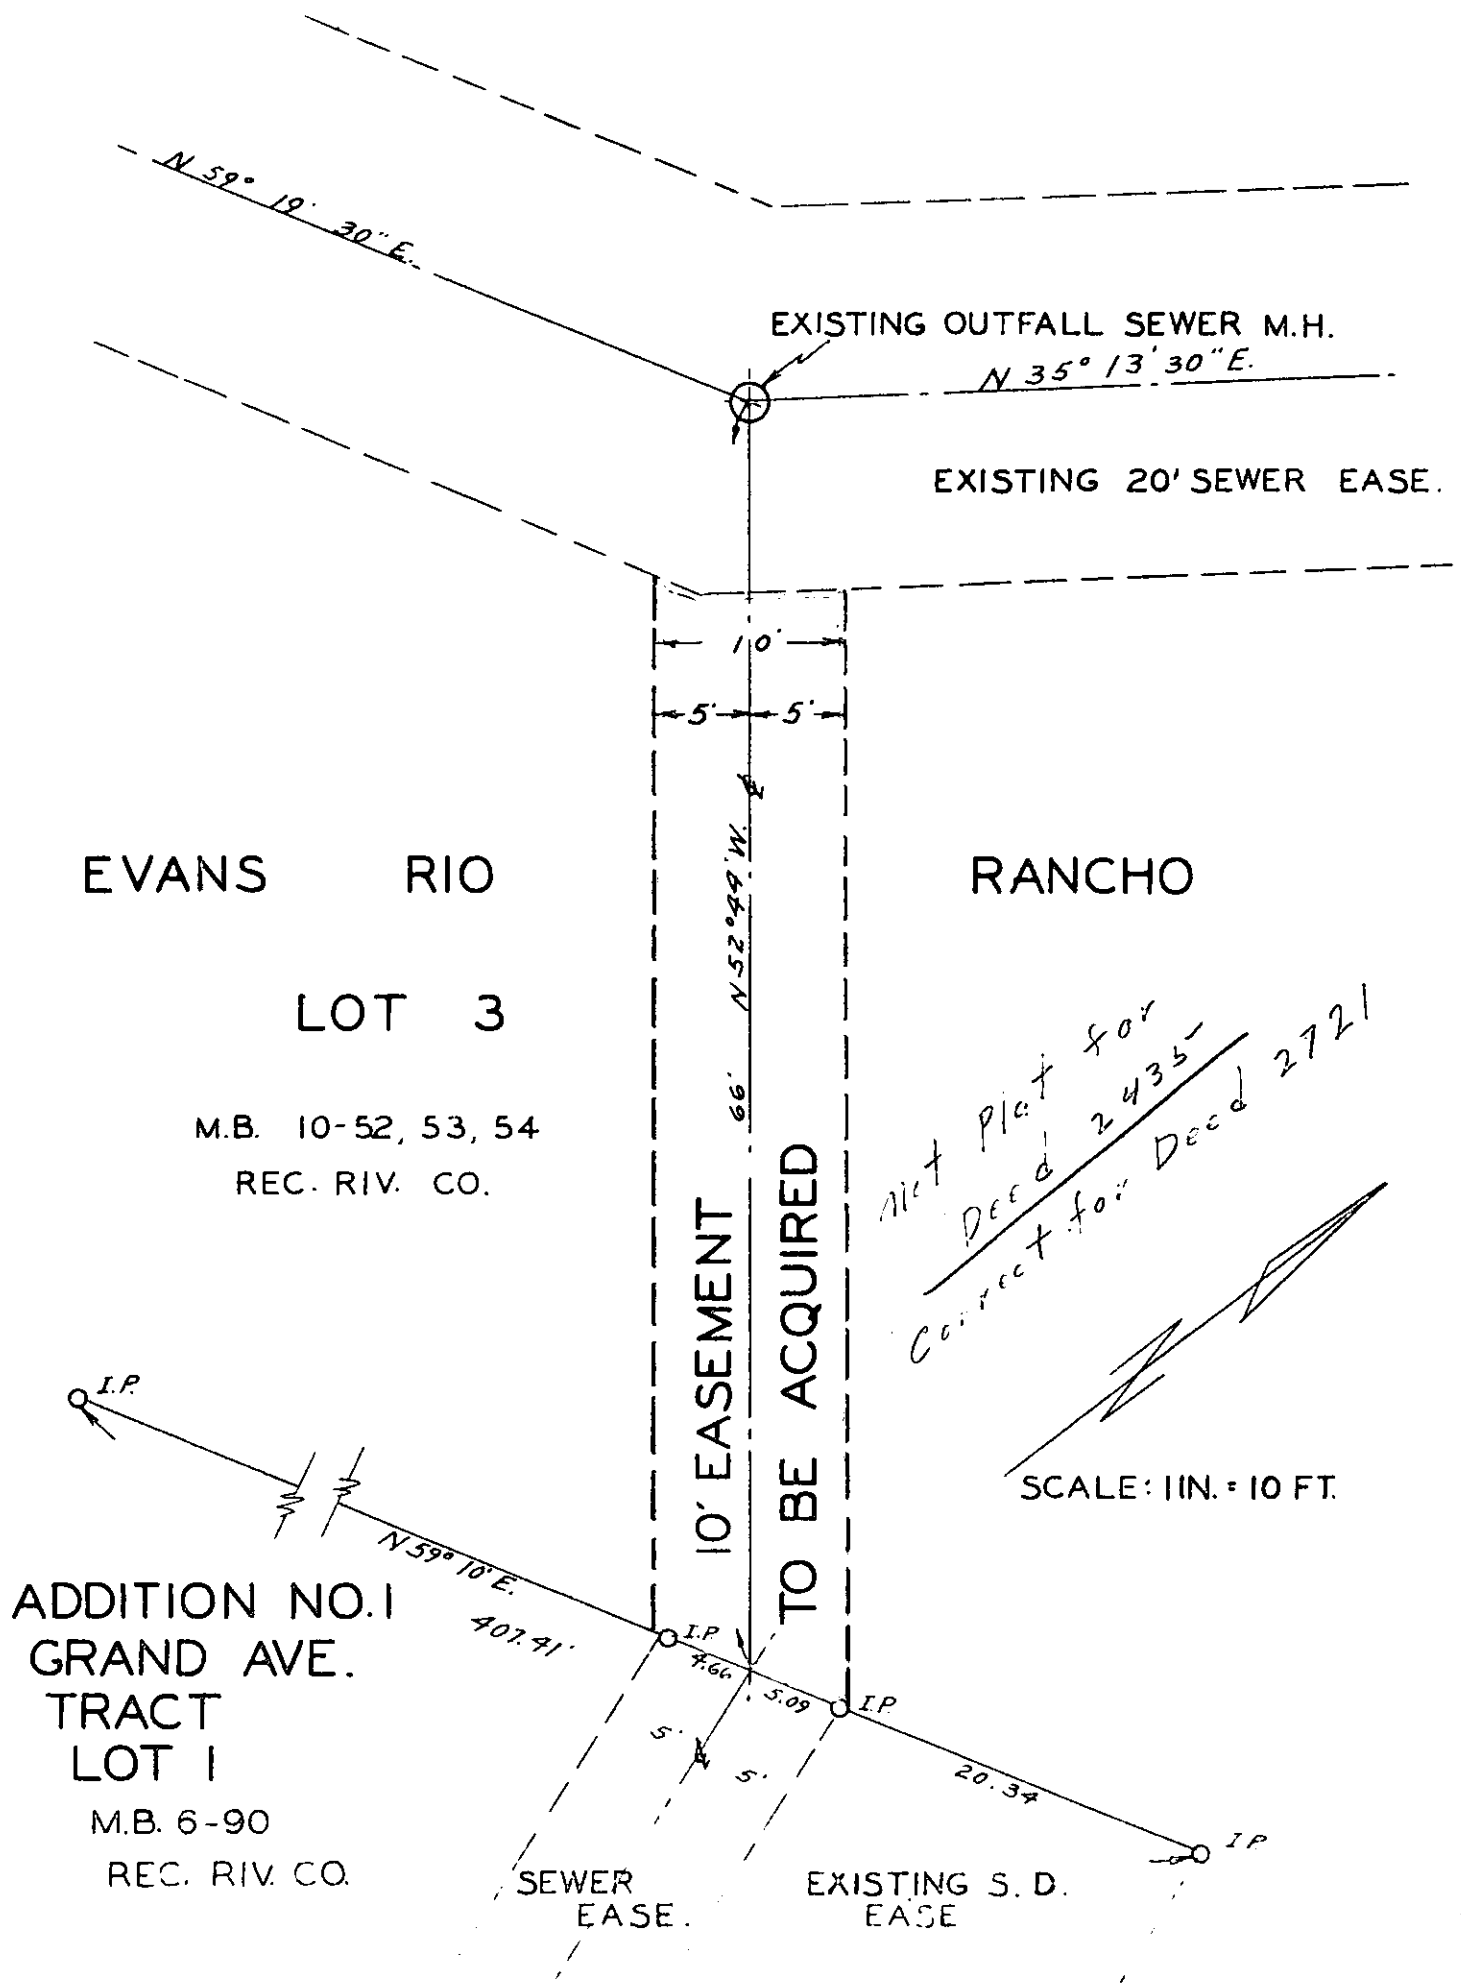 N 59° 19' 30" E.
EXISTING OUTFALL SEWER M.H.
N 35° 13' 30" E.
EXISTING 20' SEWER EASE.
10'
5' 5'
N 52° 44' W.
66.
EVANS RIO RANCHO
LOT 3
M.B. 10-52, 53, 54
REC. RIV. CO.
10' EASEMENT
TO BE ACQUIRED
Not Plat for
Deed 2435
Correct for Deed 2721
SCALE: 1 IN. = 10 FT.
I.P.
N 59° 10' E.
407.41'
I.P.
4.66
5.09
I.P.
5'
5'
20.34
I.P.
ADDITION NO. 1
GRAND AVE.
TRACT
LOT 1
M.B. 6-90
REC. RIV. CO.
SEWER
EASE.
EXISTING S. D.
EASE